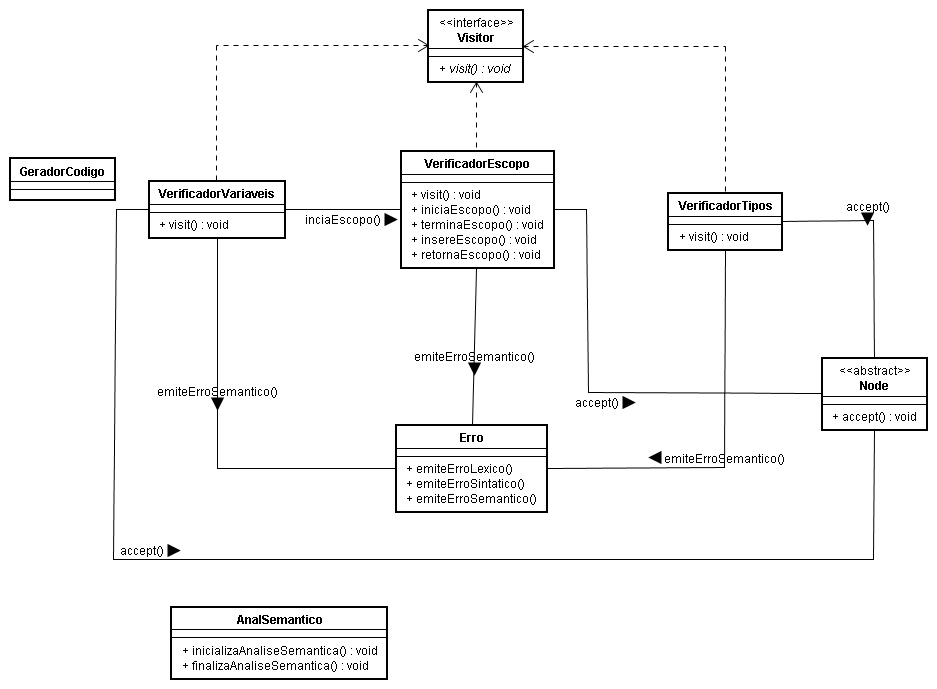 <<interface>>
Visitor
+ visit() : void
GeradorCodigo
VerificadorVariaveis
+ visit() : void
inciaEscopo()
VerificadorEscopo
+ visit() : void
+ iniciaEscopo() : void
+ terminaEscopo() : void
+ insereEscopo() : void
+ retornaEscopo() : void
VerificadorTipos
+ visit() : void
accept()
emiteErroSemantico()
emiteErroSemantico()
accept()
<<abstract>>
Node
+ accept() : void
Erro
+ emiteErroLexico()
+ emiteErroSintatico()
+ emiteErroSemantico()
emiteErroSemantico()
accept()
AnalSemantico
+ inicializaAnaliseSemantica() : void
+ finalizaAnaliseSemantica() : void